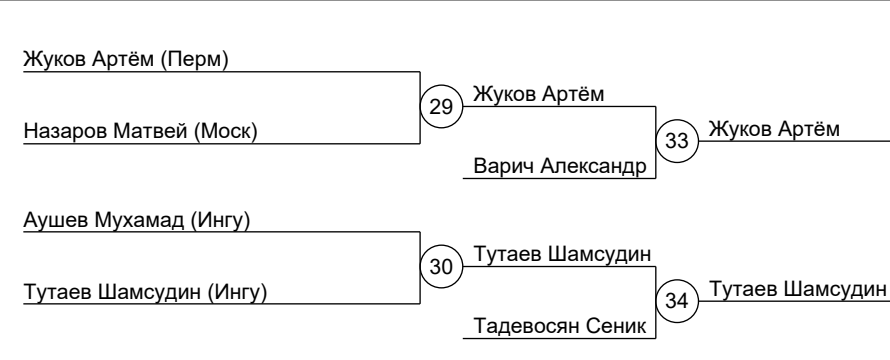 Жуков Артём (Перм)
Назаров Матвей (Моск)
29
Жуков Артём
Варич Александр
33
Жуков Артём
Аушев Мухамад (Ингу)
Тутаев Шамсудин (Ингу)
30
Тутаев Шамсудин
Тадевосян Сеник
34
Тутаев Шамсудин